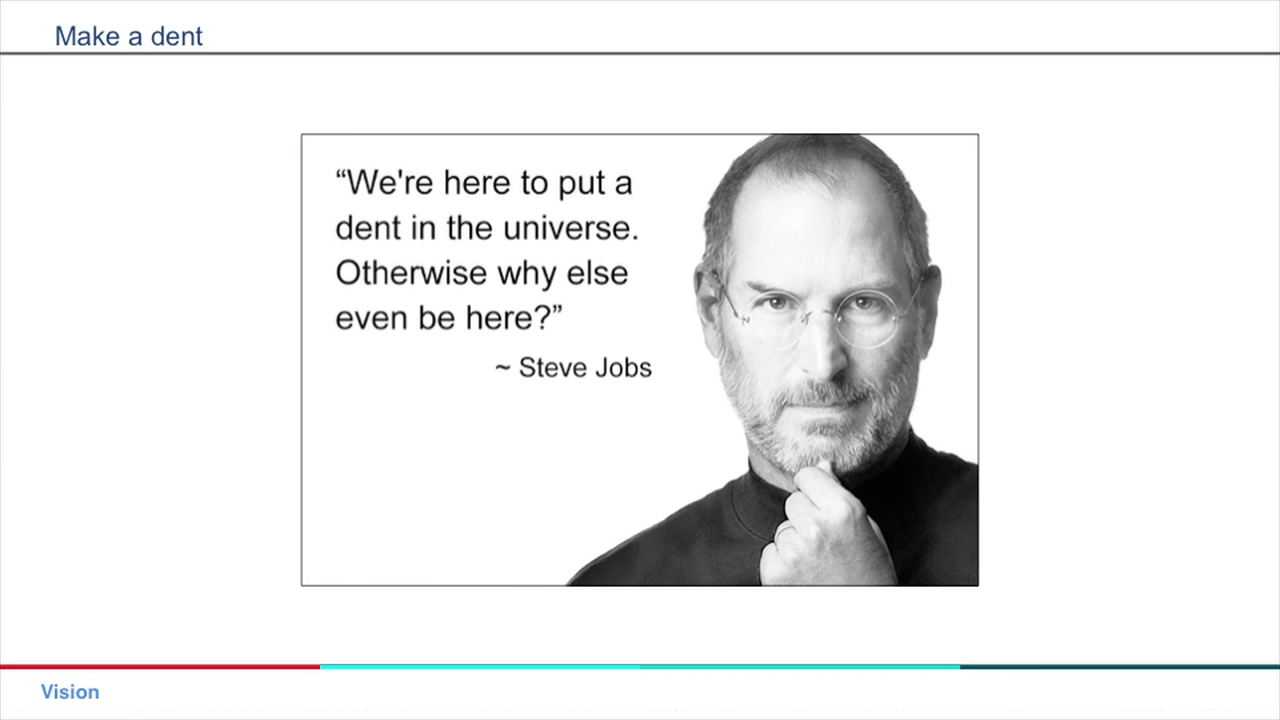 Make a dent
“We're here to put a
dent in the universe.
Otherwise why else
even be here?”
~ Steve Jobs
Vision